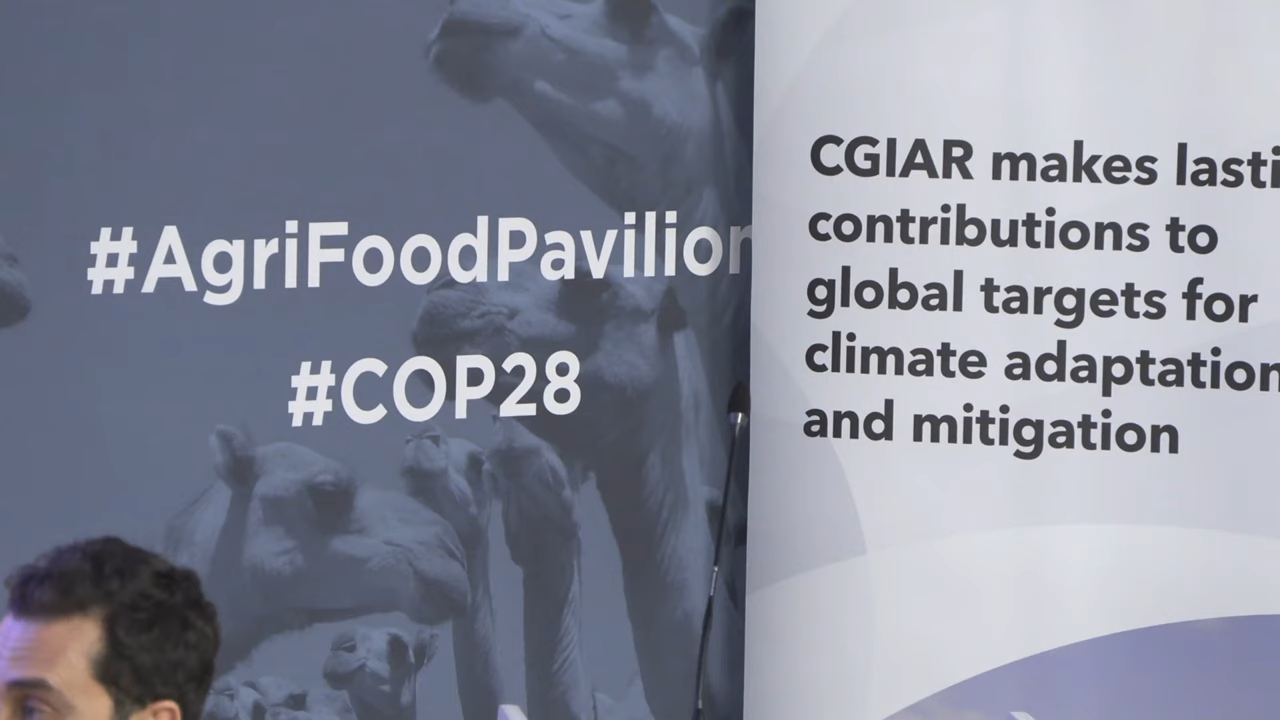 #AgriFoodPavilion
#COP28
CGIAR makes lasti
contributions to
global targets for
climate adaptation
and mitigation